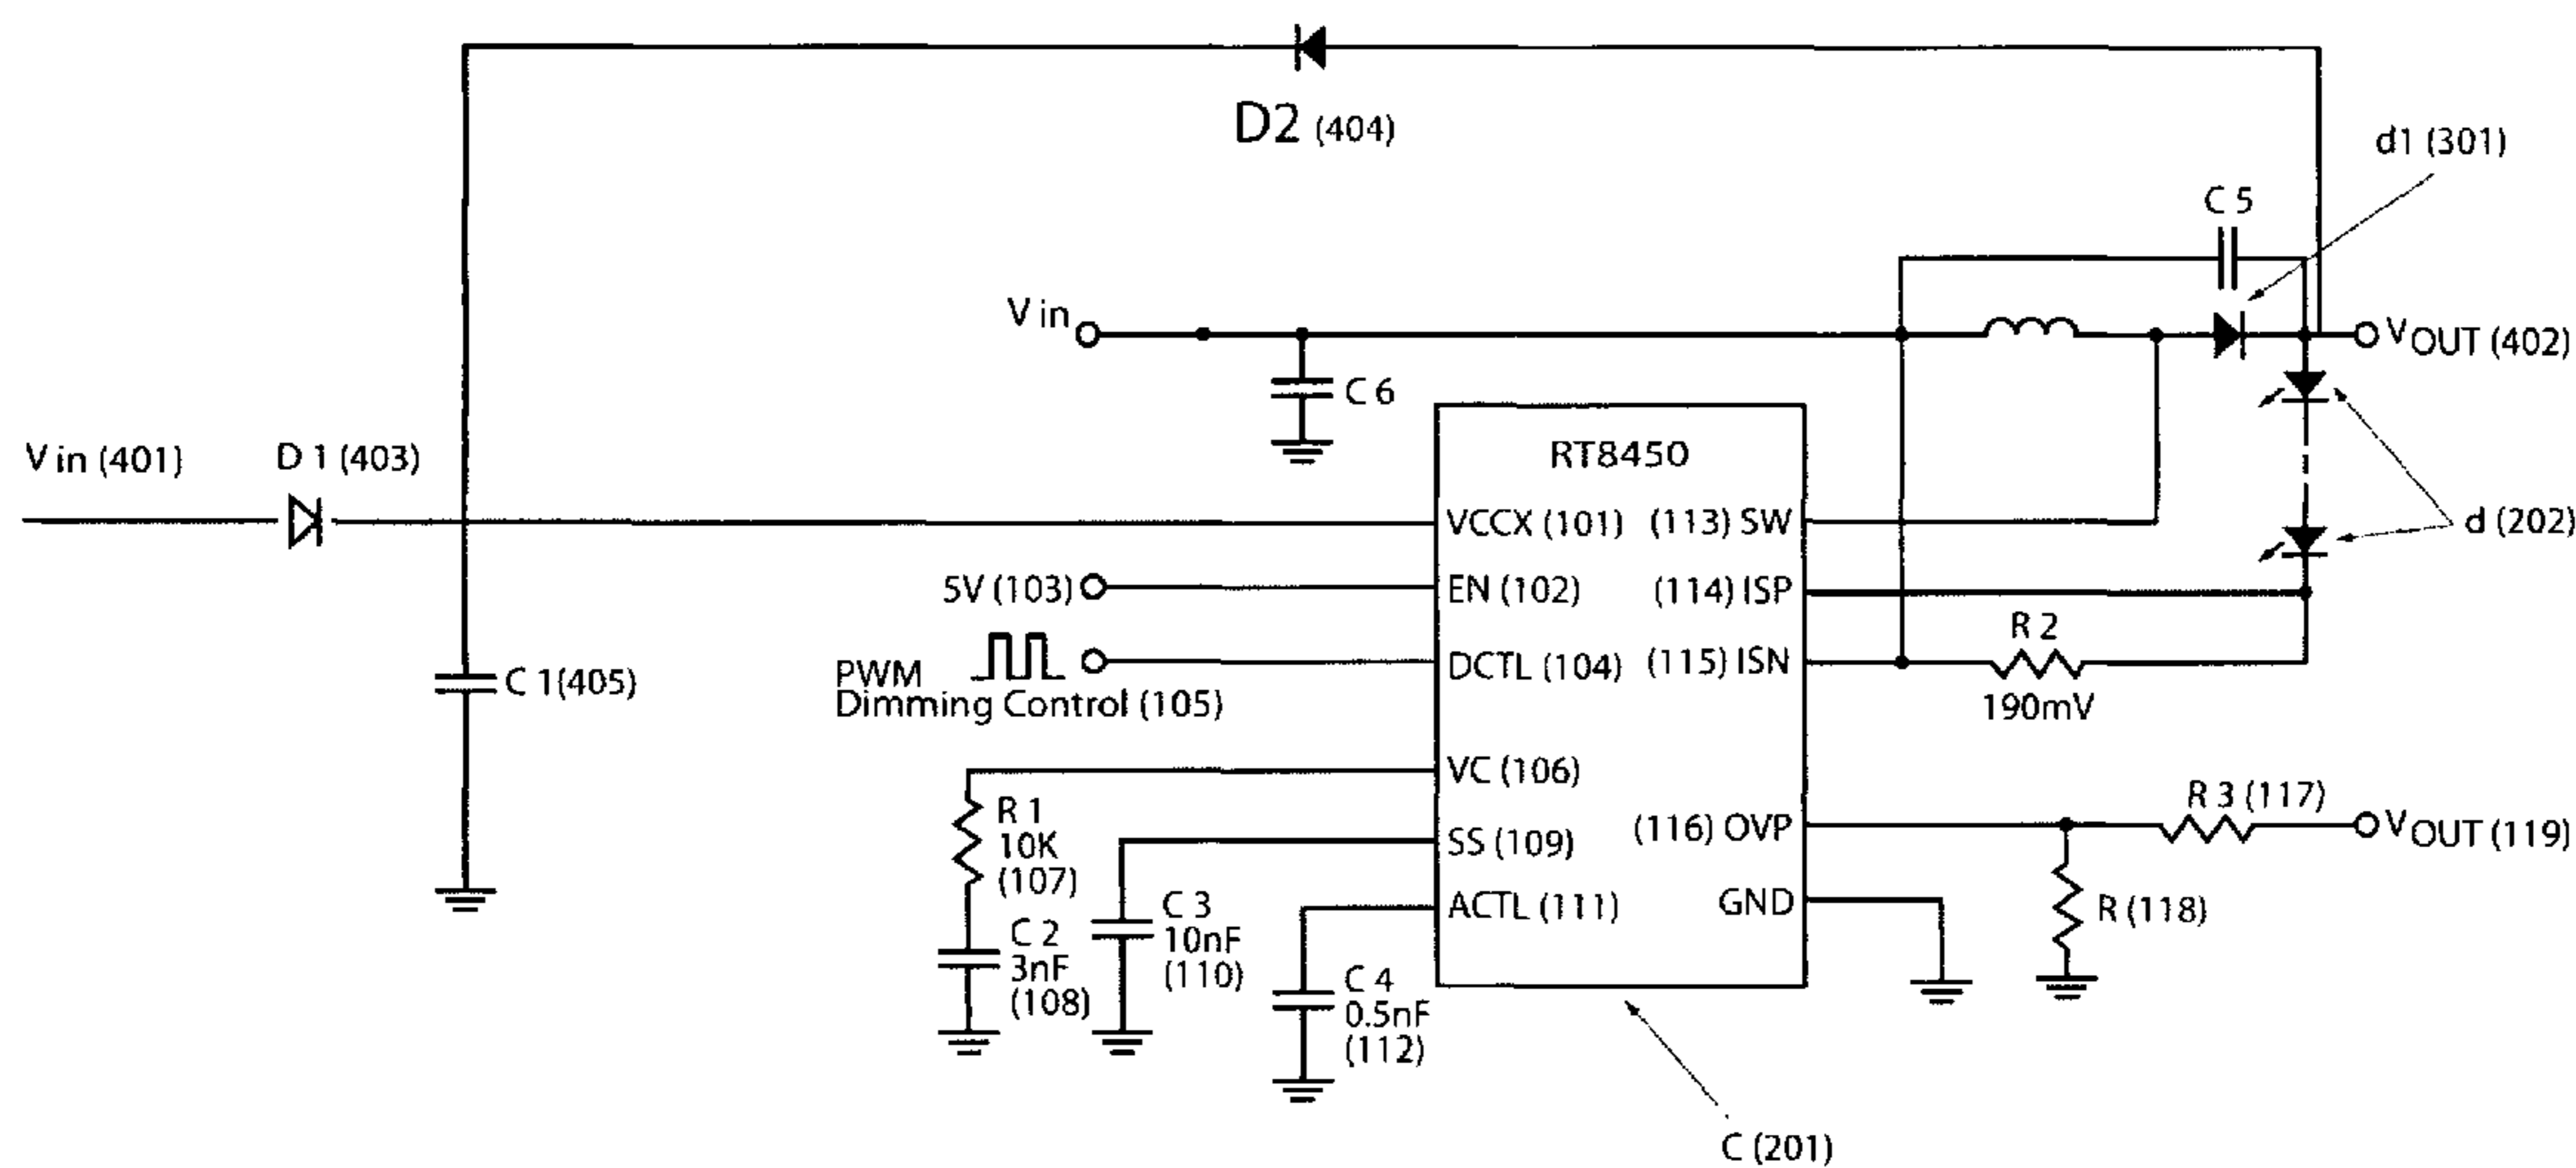 D2 (404)
d1 (301)
C 5
V in
VOUT (402)
C 6
V in (401)
D 1 (403)
RT8450
VCCX (101)
(113) SW
d (202)
5V (103)
EN (102)
(114) ISP
R 2
PWM
Dimming Control (105)
DCTL (104)
(115) ISN
190mV
C 1(405)
VC (106)
R 1
10K
(107)
R 3 (117)
SS (109)
(116) OVP
VOUT (119)
ACTL (111)
GND
R (118)
C 2
3nF
(108)
C 3
10nF
(110)
C 4
0.5nF
(112)
C (201)